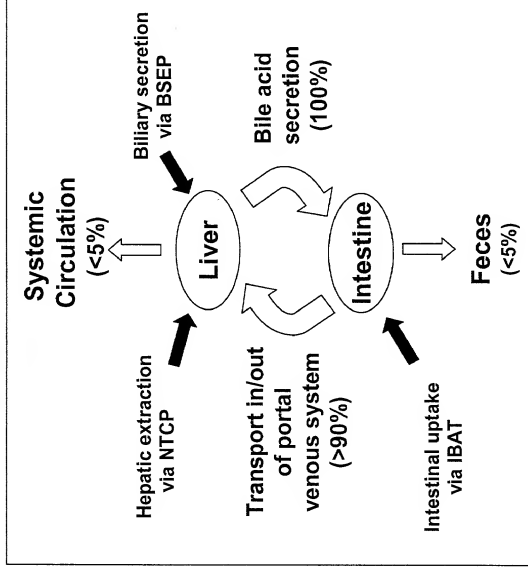 Systemic
Circulation
(<5%)
Hepatic extraction
via NTCP
Biliary secretion
via BSEP
Liver
Transport in/out
of portal
venous system
(>90%)
Bile acid
secretion
(100%)
Intestine
Intestinal uptake
via IBAT
Feces
(<5%)